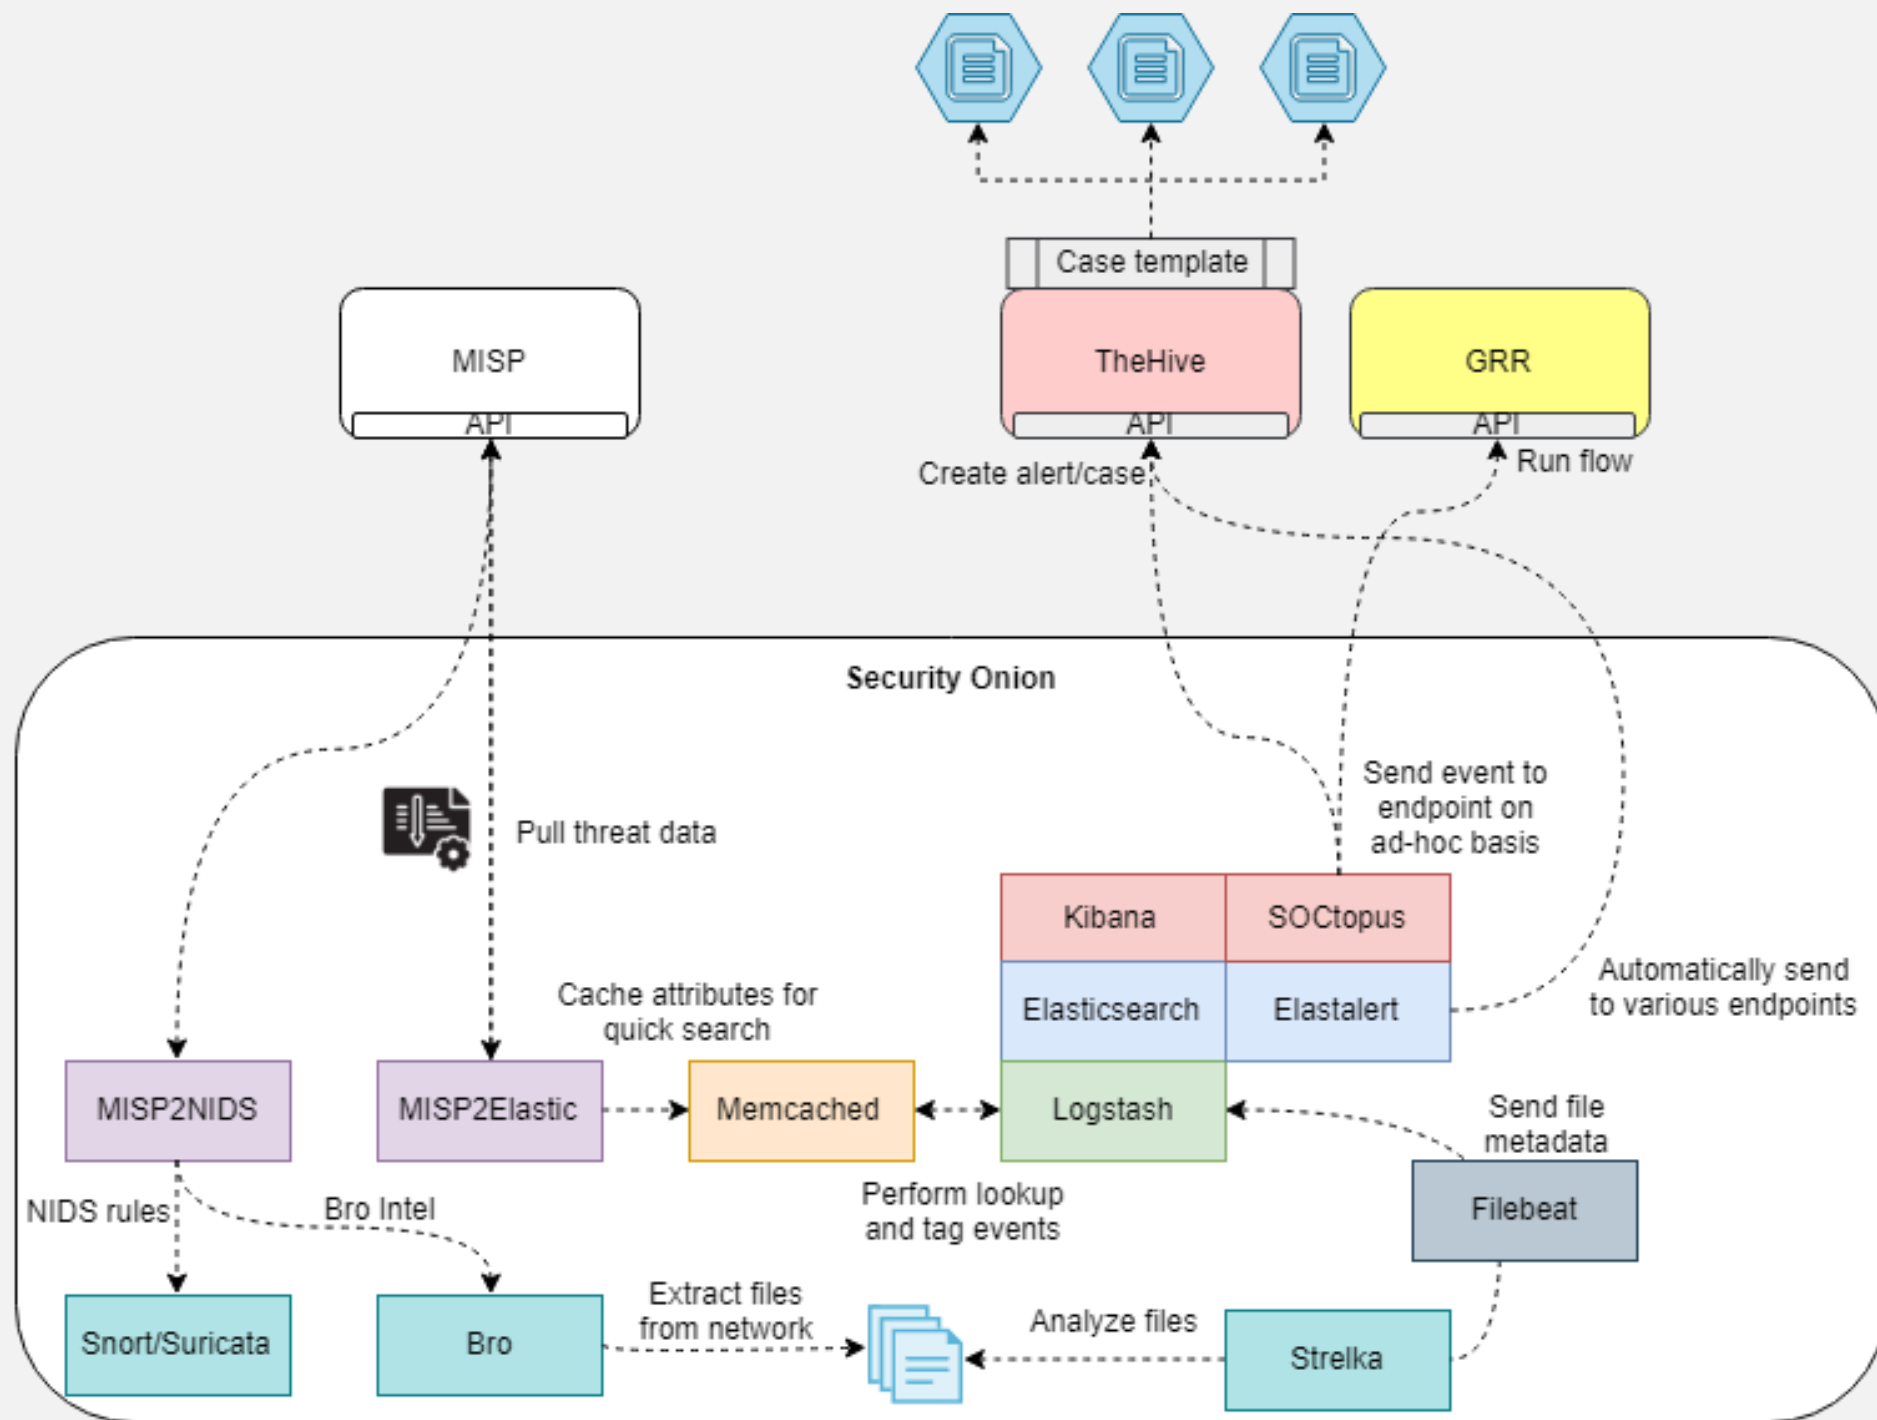 Case template
MISP
API
TheHive
API
GRR
API
Create alert/case
Run flow
Security Onion
Pull threat data
Send event to
endpoint on
ad-hoc basis
Kibana
SOCtopus
Elasticsearch
Elastalert
Automatically send
to various endpoints
Cache attributes for
quick search
MISP2NIDS
MISP2Elastic
Memcached
Logstash
Send file
metadata
NIDS rules
Bro Intel
Perform lookup
and tag events
Filebeat
Snort/Suricata
Bro
Extract files
from network
Analyze files
Strelka